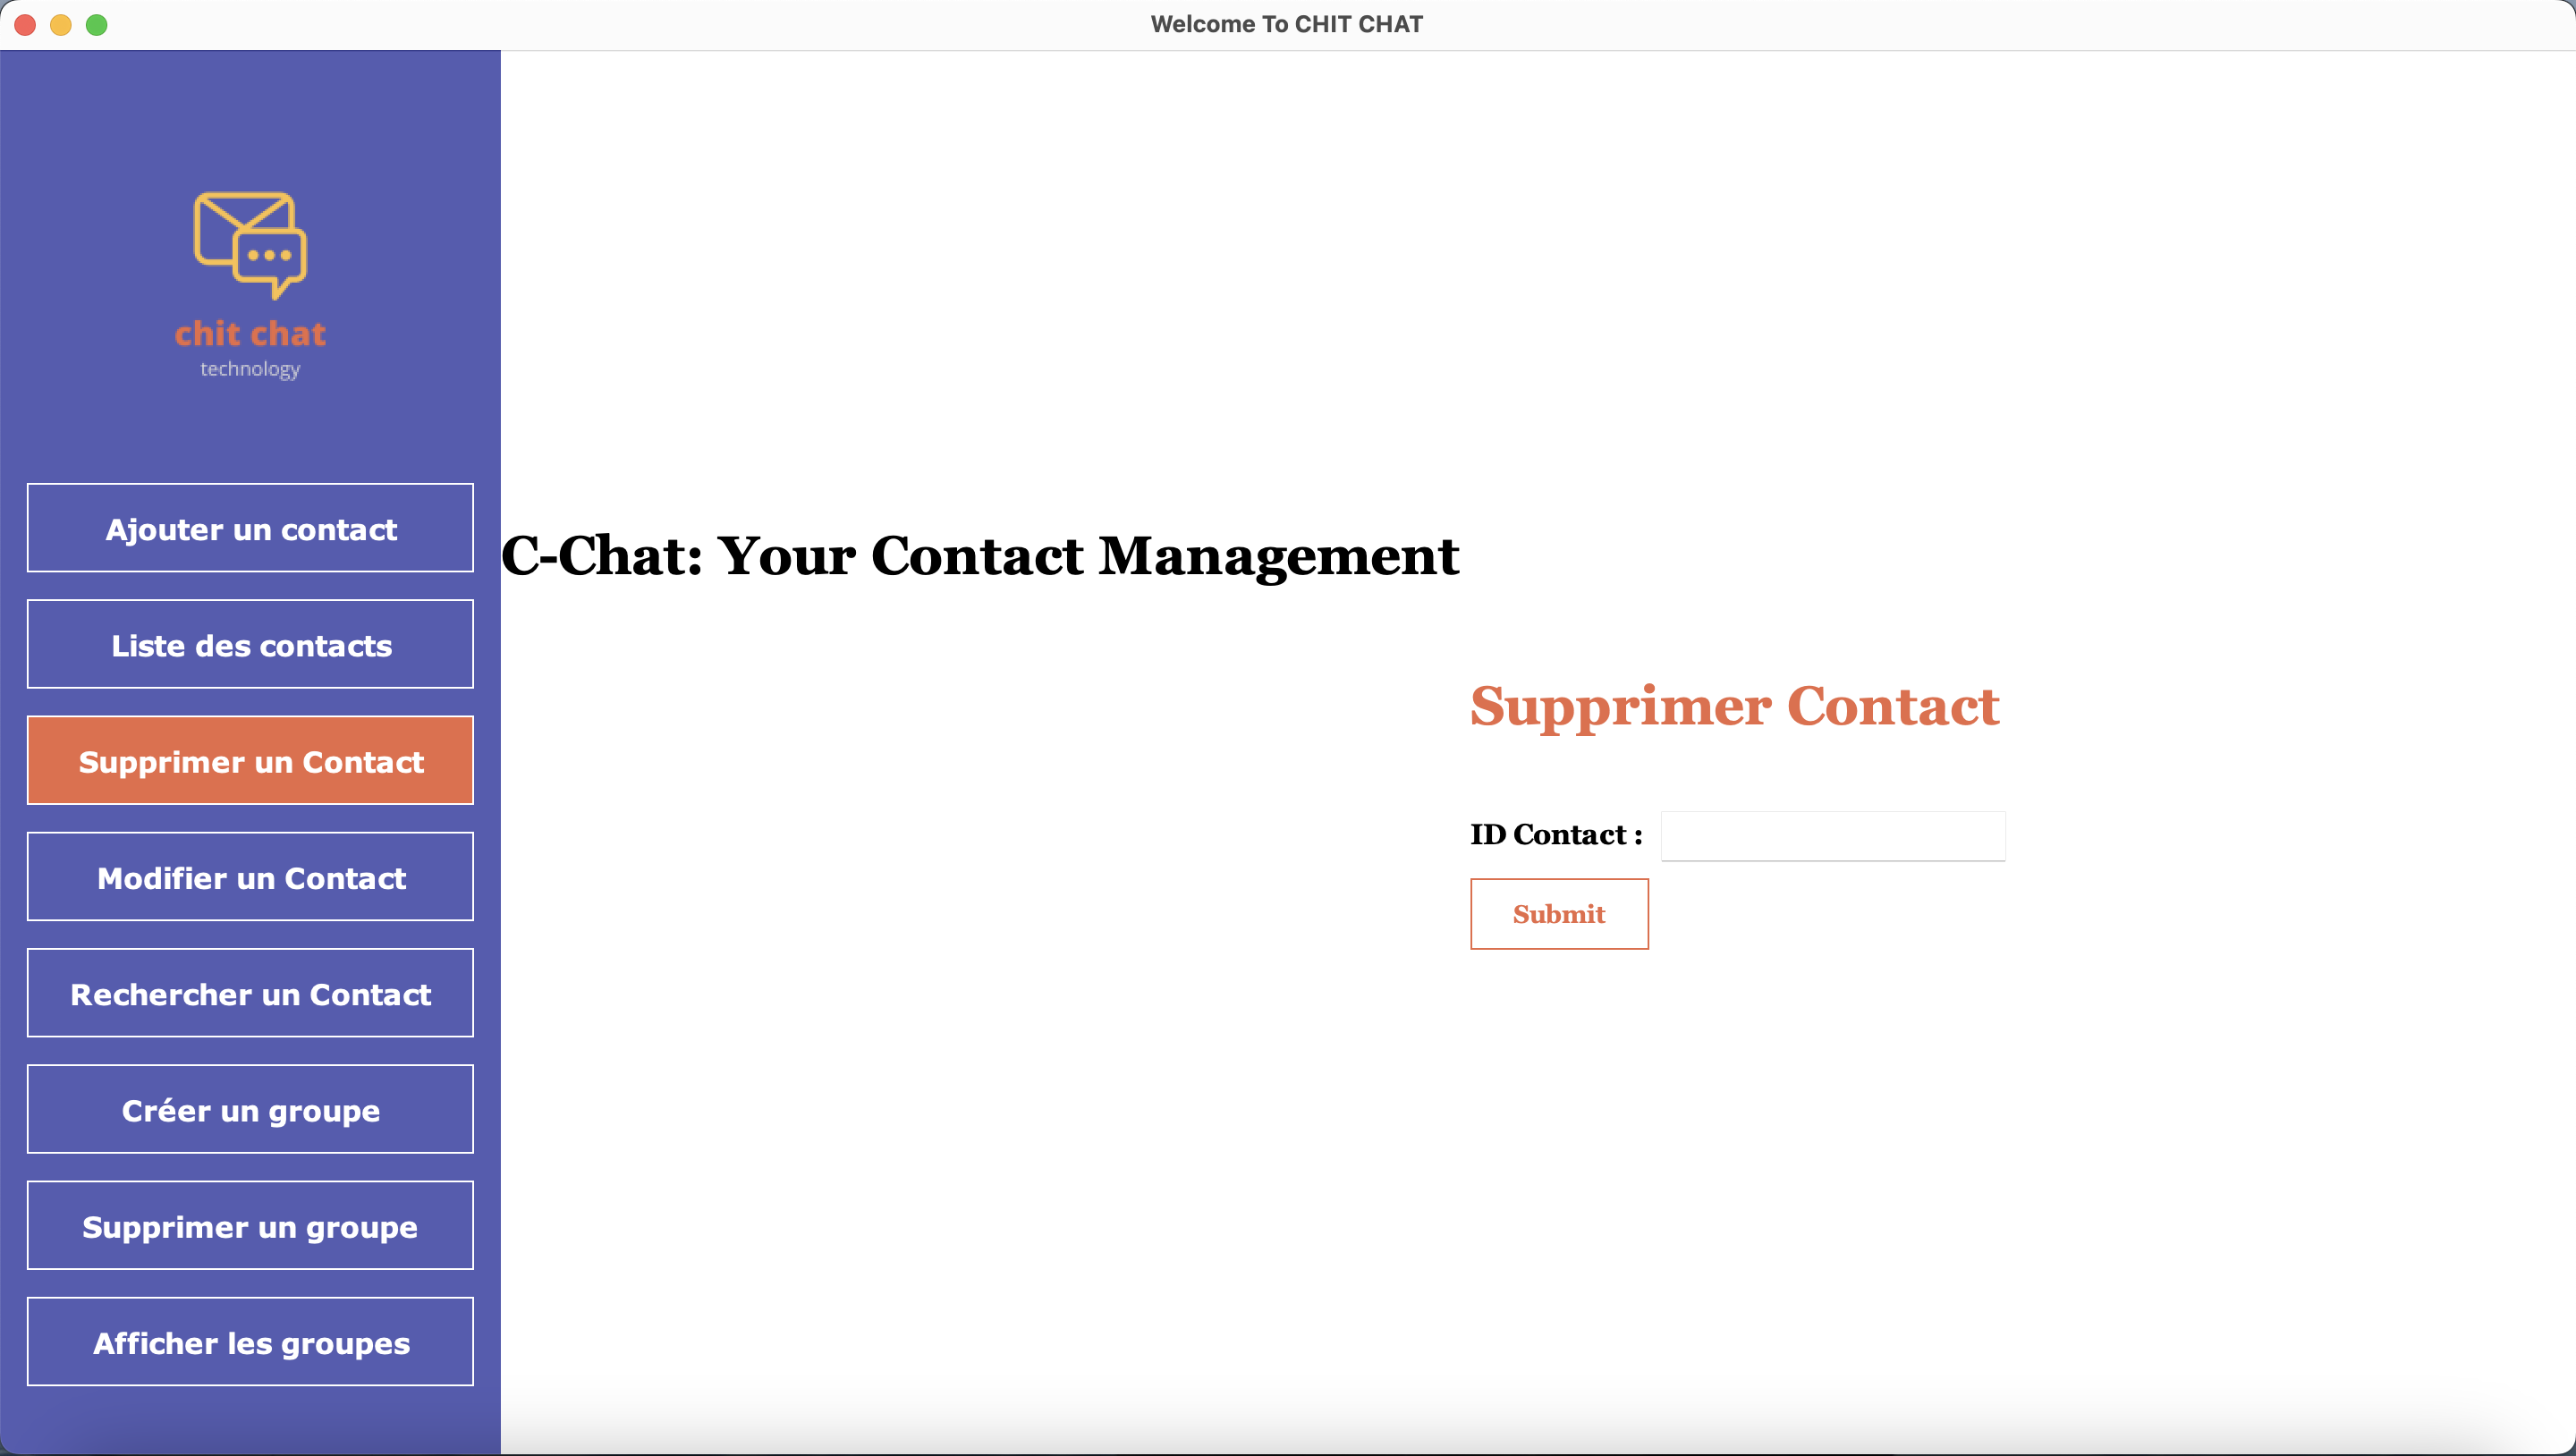 Welcome To CHIT CHAT
chit chat
technology
Ajouter un contact
Liste des contacts
Supprimer un Contact
Modifier un Contact
Rechercher un Contact
Créer un groupe
Supprimer un groupe
Afficher les groupes
C-Chat: Your Contact Management
Supprimer Contact
ID Contact :
Submit